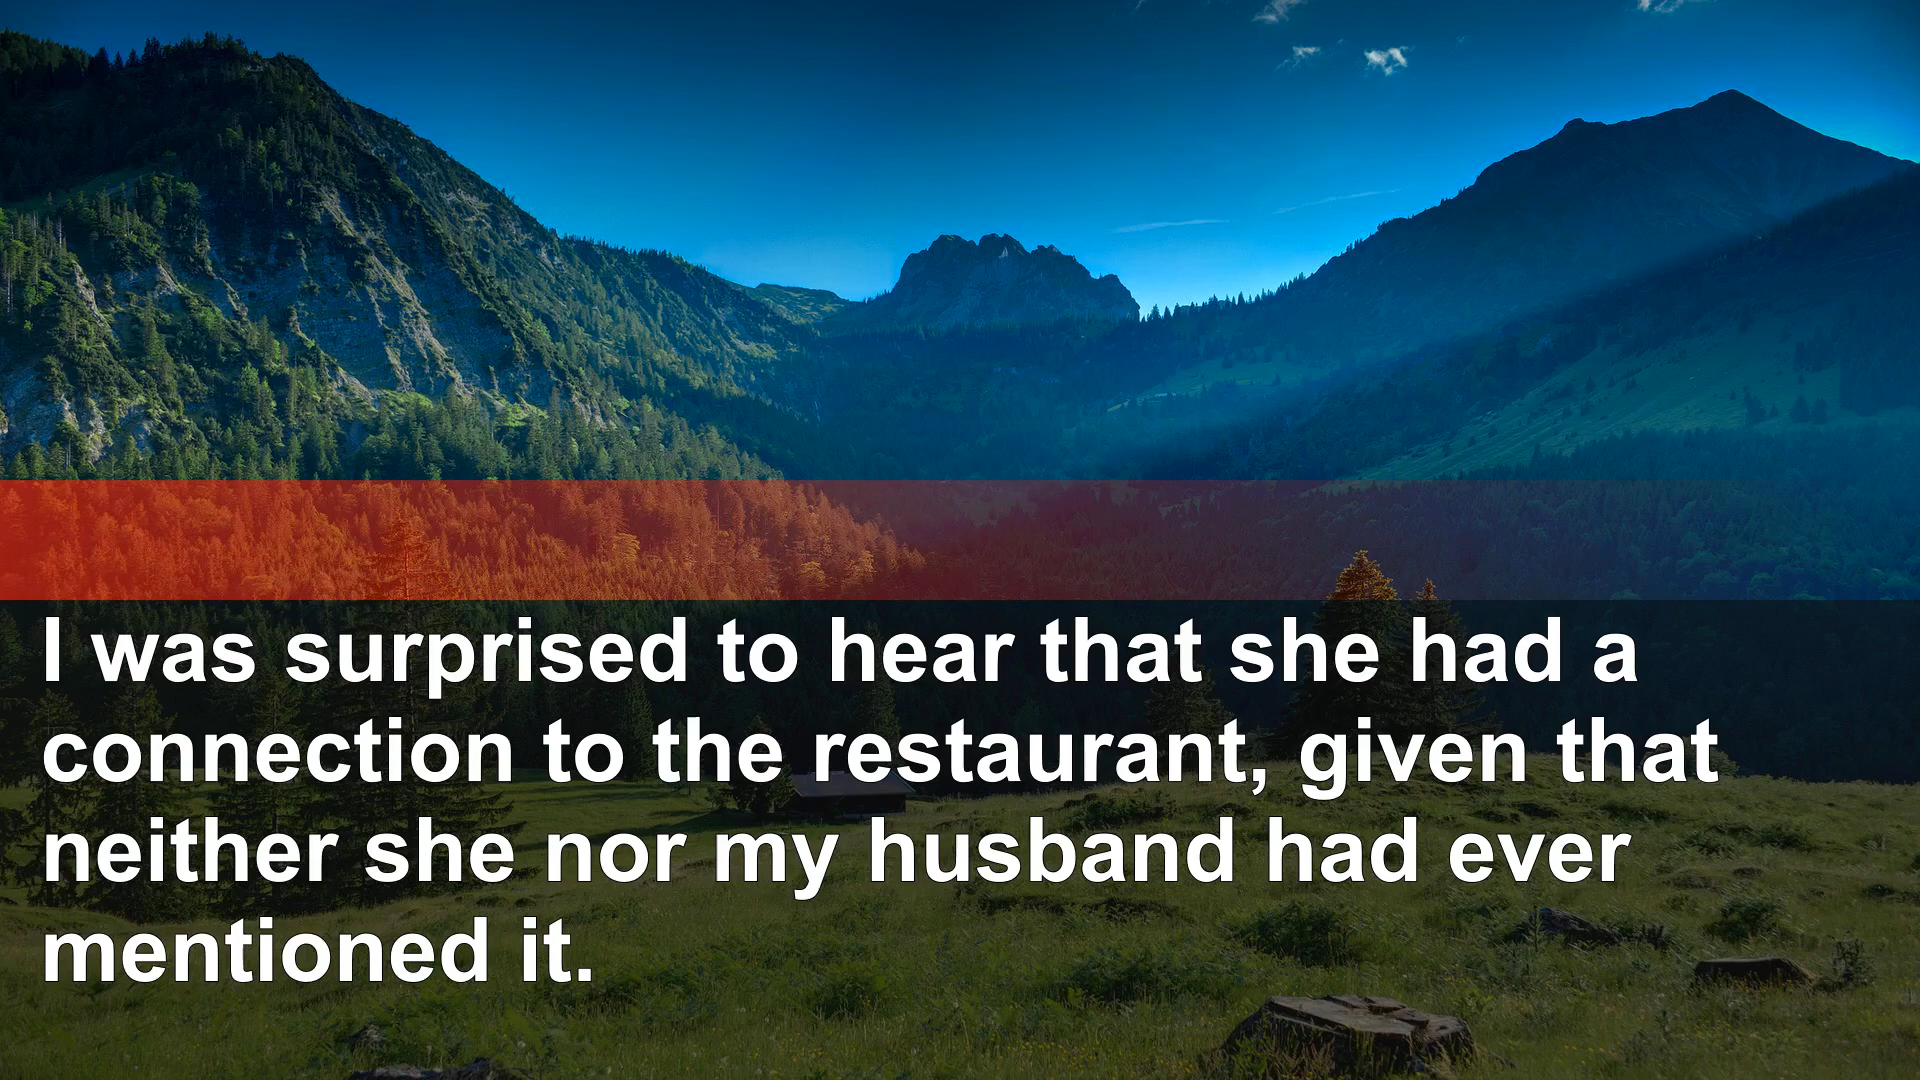 I was surprised to hear that she had a
connection to the restaurant, given that
neither she nor my husband had ever
mentioned it.